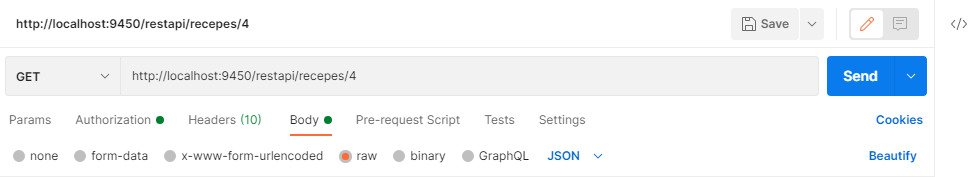 http://localhost:9450/restapi/recepes/4 Save </>
GET http://localhost:9450/restapi/recepes/4 Send
Params Authorization Headers (10) Body Pre-request Script Tests Settings Cookies
none form-data x-www-form-urlencoded raw binary GraphQL JSON Beautify